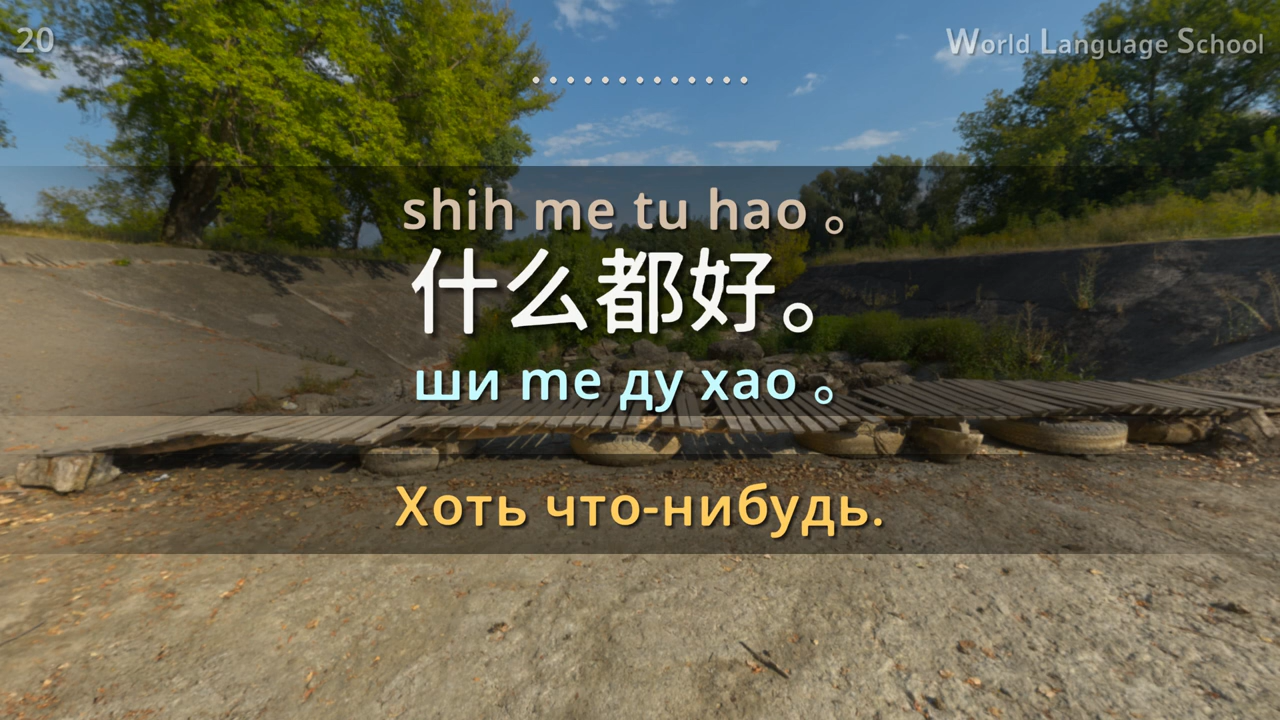 20
World Language School
shih me tu hao 。
什么都好。
ши me ду хао 。
Хоть что-нибудь.